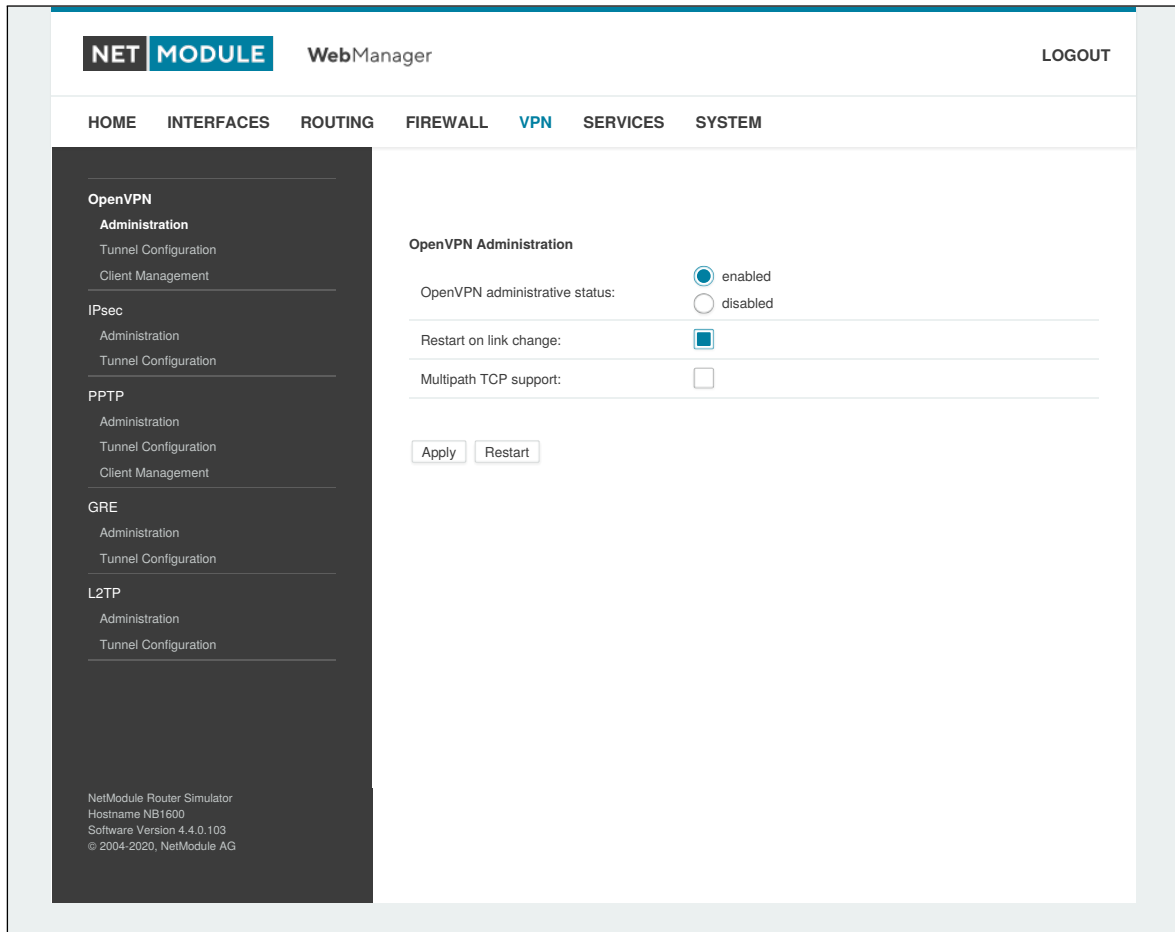 NET MODULE WebManager LOGOUT
HOME INTERFACES ROUTING FIREWALL VPN SERVICES SYSTEM
OpenVPN
Administration
Tunnel Configuration
Client Management
IPsec
Administration
Tunnel Configuration
PPTP
Administration
Tunnel Configuration
Client Management
GRE
Administration
Tunnel Configuration
L2TP
Administration
Tunnel Configuration
NetModule Router Simulator
Hostname NB1600
Software Version 4.4.0.103
© 2004-2020, NetModule AG
OpenVPN Administration
OpenVPN administrative status:
enabled
disabled
Restart on link change:
Multipath TCP support:
Apply Restart